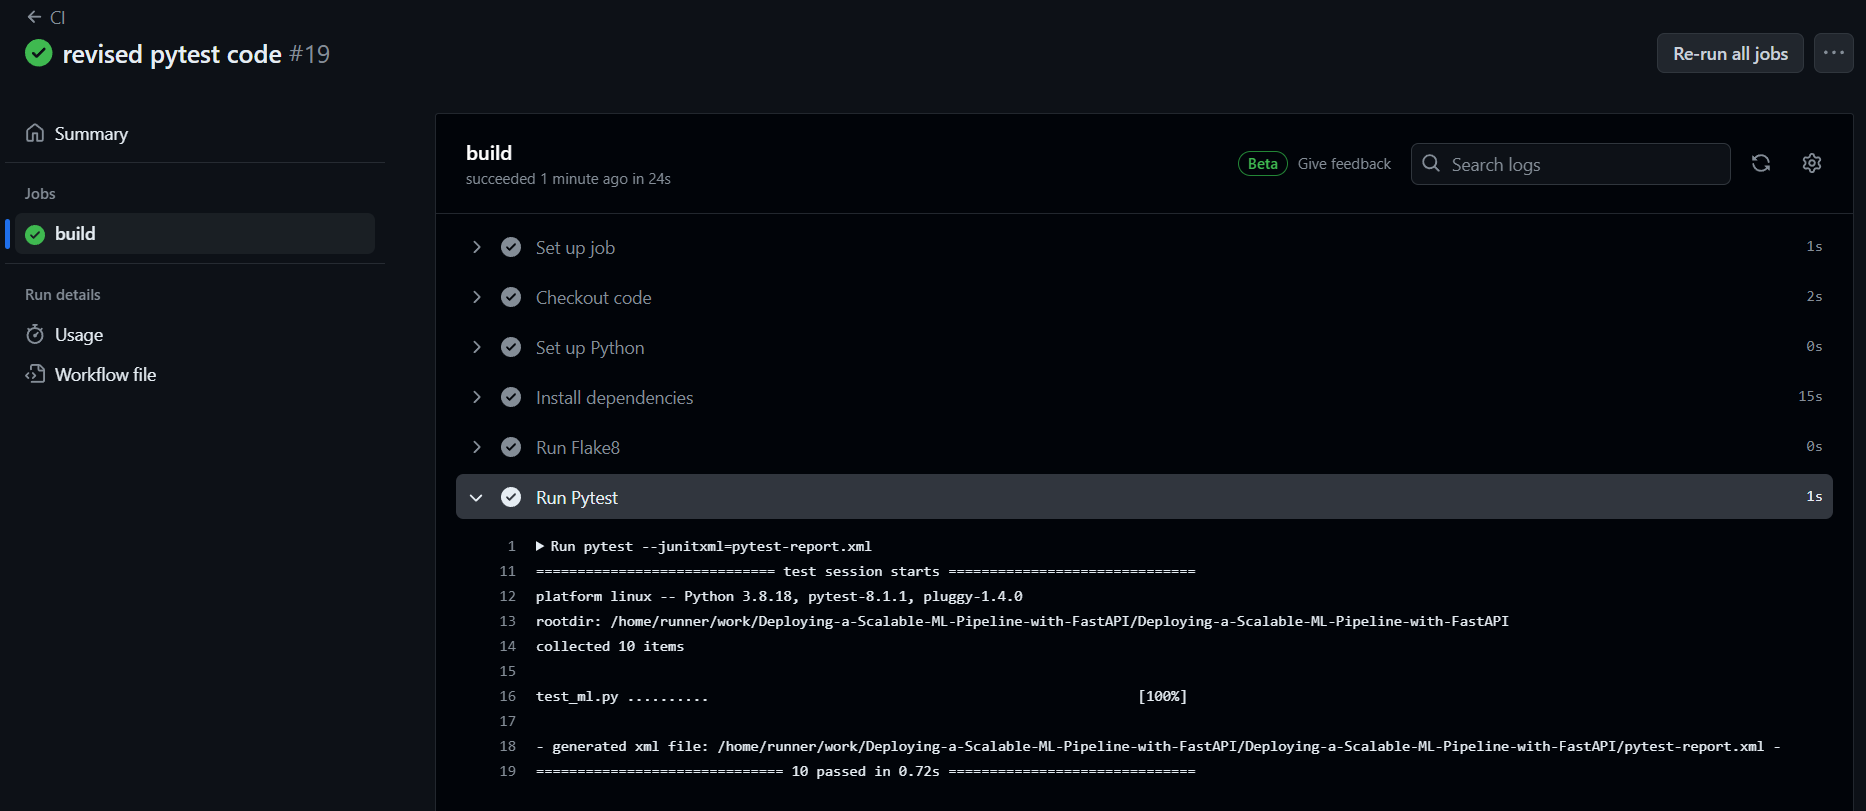 CI
revised pytest code #19
Re-run all jobs
Summary
Jobs
build
Run details
Usage
Workflow file
build
succeeded 1 minute ago in 24s
Beta Give feedback
Search logs
Set up job 1s
Checkout code 2s
Set up Python 0s
Install dependencies 15s
Run Flake8 0s
Run Pytest 1s
1 Run pytest --junitxml=pytest-report.xml
11 ============================= test session starts ==============================
12 platform linux -- Python 3.8.18, pytest-8.1.1, pluggy-1.4.0
13 rootdir: /home/runner/work/Deploying-a-Scalable-ML-Pipeline-with-FastAPI/Deploying-a-Scalable-ML-Pipeline-with-FastAPI
14 collected 10 items
15
16 test_ml.py .......... [100%]
17
18 - generated xml file: /home/runner/work/Deploying-a-Scalable-ML-Pipeline-with-FastAPI/Deploying-a-Scalable-ML-Pipeline-with-FastAPI/pytest-report.xml -
19 ============================== 10 passed in 0.72s ==============================